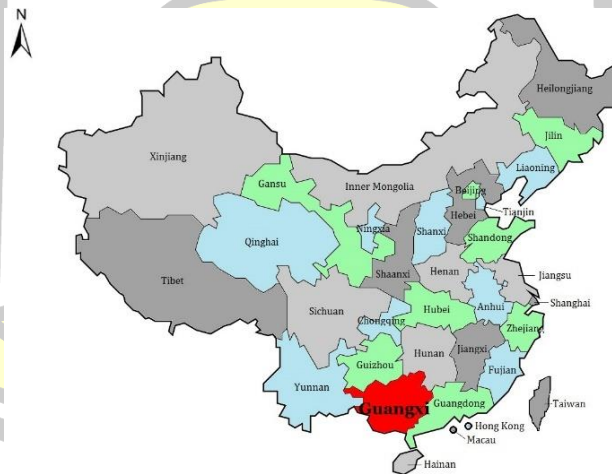 N
Heilongjiang
Jilin
Xinjiang
Liaoning
Gansu
Inner Mongolia
Beijing
Ningxia
Hebei
Tianjin
Shanxi
Qinghai
Shandong
Shaanxi
Henan
Jiangsu
Tibet
Shanghai
Sichuan
Hubei
Anhui
Chongqing
Zhejiang
Hunan
Jiangxi
Guizhou
Fujian
Yunnan
Guangxi
Guangdong
Taiwan
Hong Kong
Macau
Hainan